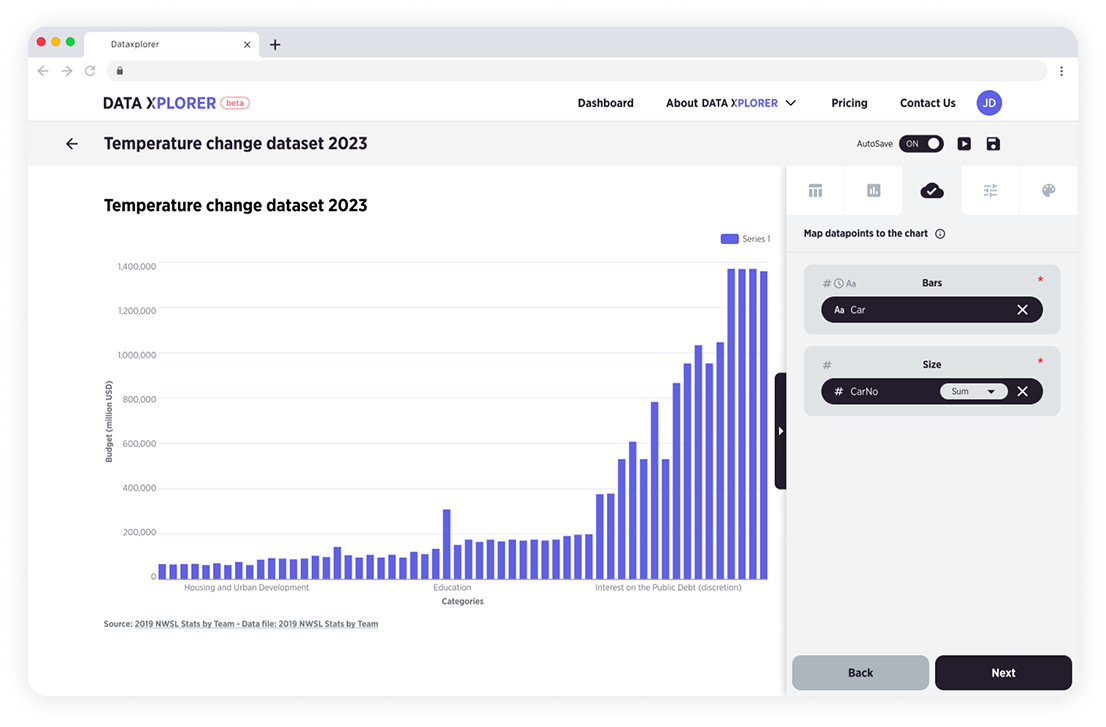 Dataxplorer
DATA XPLORER beta
Dashboard About DATA XPLORER Pricing Contact Us JD
Temperature change dataset 2023
AutoSave ON
Temperature change dataset 2023
Series 1
1,400,000
1,200,000
1,000,000
800,000
600,000
400,000
200,000
0
Budget (million USD)
Housing and Urban Development Education Interest on the Public Debt (discretion)
Categories
Source: 2019 NWSL Stats by Team - Data file: 2019 NWSL Stats by Team
Map datapoints to the chart
# Aa Bars *
Aa Car
# Size *
# CarNo Sum
Back Next